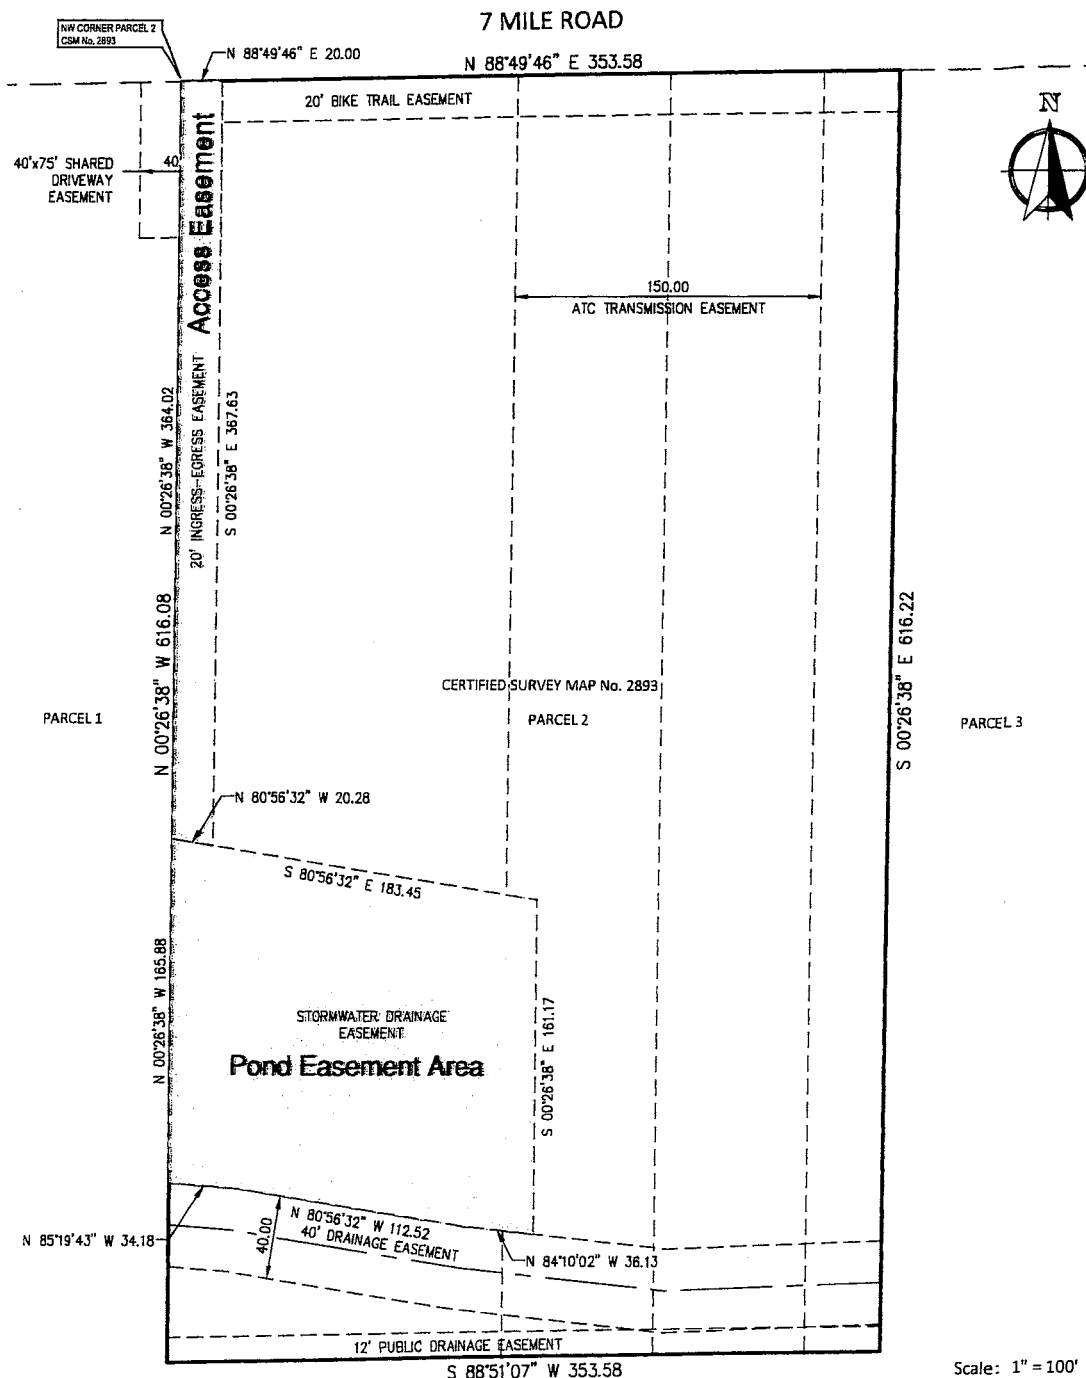 7 MILE ROAD
NW CORNER PARCEL 2
CSM No. 2893
N 88°49'46" E 20.00
N 88°49'46" E 353.58
20' BIKE TRAIL EASEMENT
N
40'x75' SHARED
DRIVEWAY
EASEMENT
40
Access Easement
20' INGRESS-EGRESS EASEMENT
N 00°26'38" W 364.02
S 00°26'38" E 367.63
150.00
ATC TRANSMISSION EASEMENT
N 00°26'38" W 616.08
S 00°26'38" E 616.22
CERTIFIED SURVEY MAP No. 2893
PARCEL 1
PARCEL 2
PARCEL 3
N 80°56'32" W 20.28
S 80°56'32" E 183.45
N 00°26'38" W 165.88
STORMWATER DRAINAGE
EASEMENT
Pond Easement Area
S 00°26'38" E 161.17
N 85°19'43" W 34.18
40.00
N 80°56'32" W 112.52
40' DRAINAGE EASEMENT
N 84°10'02" W 36.13
12' PUBLIC DRAINAGE EASEMENT
S 88°51'07" W 353.58
Scale: 1" = 100'